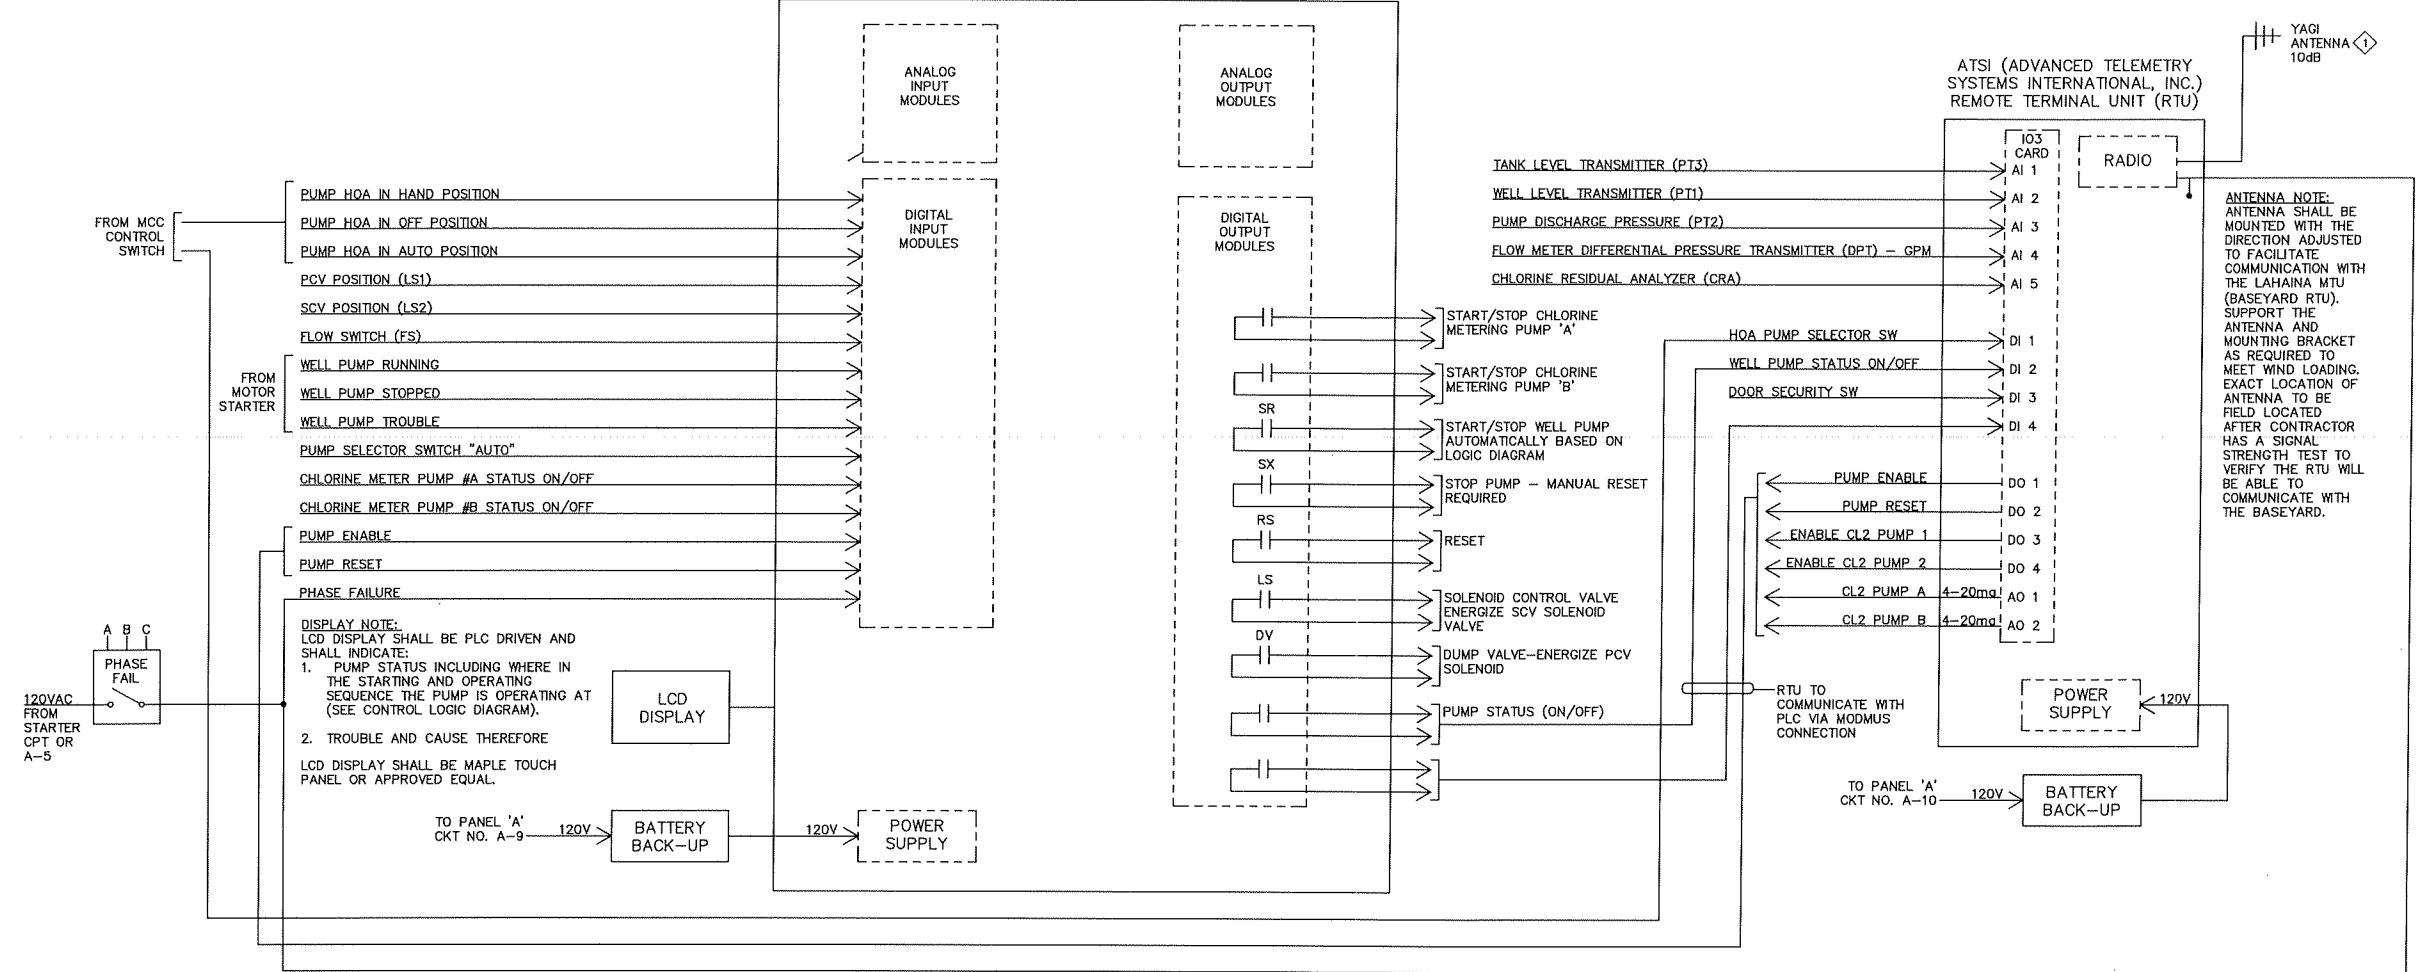 ANALOG
INPUT
MODULES
ANALOG
OUTPUT
MODULES
YAGI
ANTENNA
10dB
1
ATSI (ADVANCED TELEMETRY
SYSTEMS INTERNATIONAL, INC.)
REMOTE TERMINAL UNIT (RTU)
FROM MCC
CONTROL
SWITCH
PUMP HOA IN HAND POSITION
PUMP HOA IN OFF POSITION
PUMP HOA IN AUTO POSITION
PCV POSITION (LS1)
SCV POSITION (LS2)
FLOW SWITCH (FS)
FROM
MOTOR
STARTER
WELL PUMP RUNNING
WELL PUMP STOPPED
WELL PUMP TROUBLE
PUMP SELECTOR SWITCH "AUTO"
CHLORINE METER PUMP #A STATUS ON/OFF
CHLORINE METER PUMP #B STATUS ON/OFF
PUMP ENABLE
PUMP RESET
PHASE FAILURE
DIGITAL
INPUT
MODULES
DIGITAL
OUTPUT
MODULES
START/STOP CHLORINE
METERING PUMP 'A'
START/STOP CHLORINE
METERING PUMP 'B'
SR
START/STOP WELL PUMP
AUTOMATICALLY BASED ON
LOGIC DIAGRAM
SX
STOP PUMP – MANUAL RESET
REQUIRED
RS
RESET
LS
SOLENOID CONTROL VALVE
ENERGIZE SCV SOLENOID
VALVE
DV
DUMP VALVE–ENERGIZE PCV
SOLENOID
PUMP STATUS (ON/OFF)
TANK LEVEL TRANSMITTER (PT3)
WELL LEVEL TRANSMITTER (PT1)
PUMP DISCHARGE PRESSURE (PT2)
FLOW METER DIFFERENTIAL PRESSURE TRANSMITTER (DPT) – GPM
CHLORINE RESIDUAL ANALYZER (CRA)
HOA PUMP SELECTOR SW
WELL PUMP STATUS ON/OFF
DOOR SECURITY SW
PUMP ENABLE
PUMP RESET
ENABLE CL2 PUMP 1
ENABLE CL2 PUMP 2
CL2 PUMP A 4–20ma
CL2 PUMP B 4–20ma
IO3
CARD
AI 1
AI 2
AI 3
AI 4
AI 5
DI 1
DI 2
DI 3
DI 4
DO 1
DO 2
DO 3
DO 4
AO 1
AO 2
RADIO
ANTENNA NOTE:
ANTENNA SHALL BE
MOUNTED WITH THE
DIRECTION ADJUSTED
TO FACILITATE
COMMUNICATION WITH
THE LAHAINA MTU
(BASEYARD RTU).
SUPPORT THE
ANTENNA AND
MOUNTING BRACKET
AS REQUIRED TO
MEET WIND LOADING.
EXACT LOCATION OF
ANTENNA TO BE
FIELD LOCATED
AFTER CONTRACTOR
HAS A SIGNAL
STRENGTH TEST TO
VERIFY THE RTU WILL
BE ABLE TO
COMMUNICATE WITH
THE BASEYARD.
A B C
PHASE
FAIL
120VAC
FROM
STARTER
CPT OR
A–5
DISPLAY NOTE:
LCD DISPLAY SHALL BE PLC DRIVEN AND
SHALL INDICATE:
1. PUMP STATUS INCLUDING WHERE IN
THE STARTING AND OPERATING
SEQUENCE THE PUMP IS OPERATING AT
(SEE CONTROL LOGIC DIAGRAM).
2. TROUBLE AND CAUSE THEREFORE
LCD DISPLAY SHALL BE MAPLE TOUCH
PANEL OR APPROVED EQUAL.
LCD
DISPLAY
TO PANEL 'A'
CKT NO. A–9
120V
BATTERY
BACK–UP
120V
POWER
SUPPLY
RTU TO
COMMUNICATE WITH
PLC VIA MODMUS
CONNECTION
POWER
SUPPLY
120V
TO PANEL 'A'
CKT NO. A–10
120V
BATTERY
BACK–UP